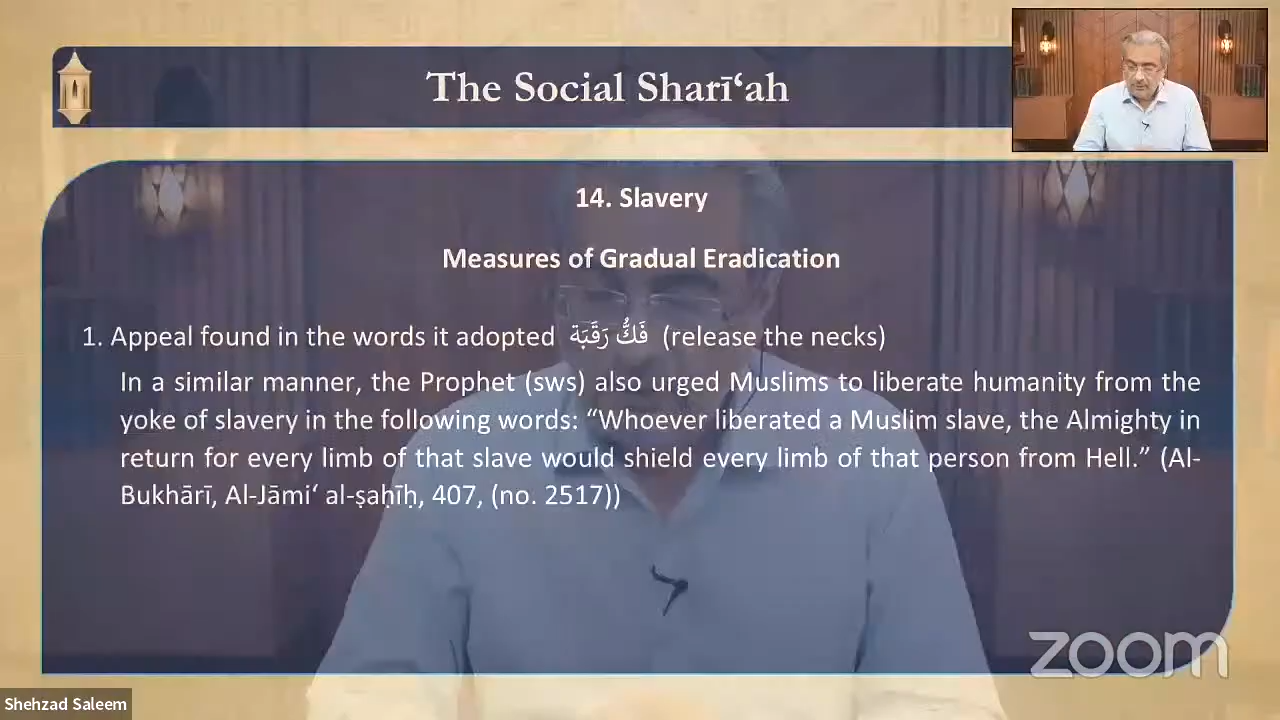 The Social Sharī‘ah
14. Slavery
Measures of Gradual Eradication
1. Appeal found in the words it adopted فَكُّ رَقَبَة (release the necks)
In a similar manner, the Prophet (sws) also urged Muslims to liberate humanity from the
yoke of slavery in the following words: “Whoever liberated a Muslim slave, the Almighty in
return for every limb of that slave would shield every limb of that person from Hell.” (Al-
Bukhārī, Al-Jāmi‘ al-ṣaḥīḥ, 407, (no. 2517))
zoom
Shehzad Saleem